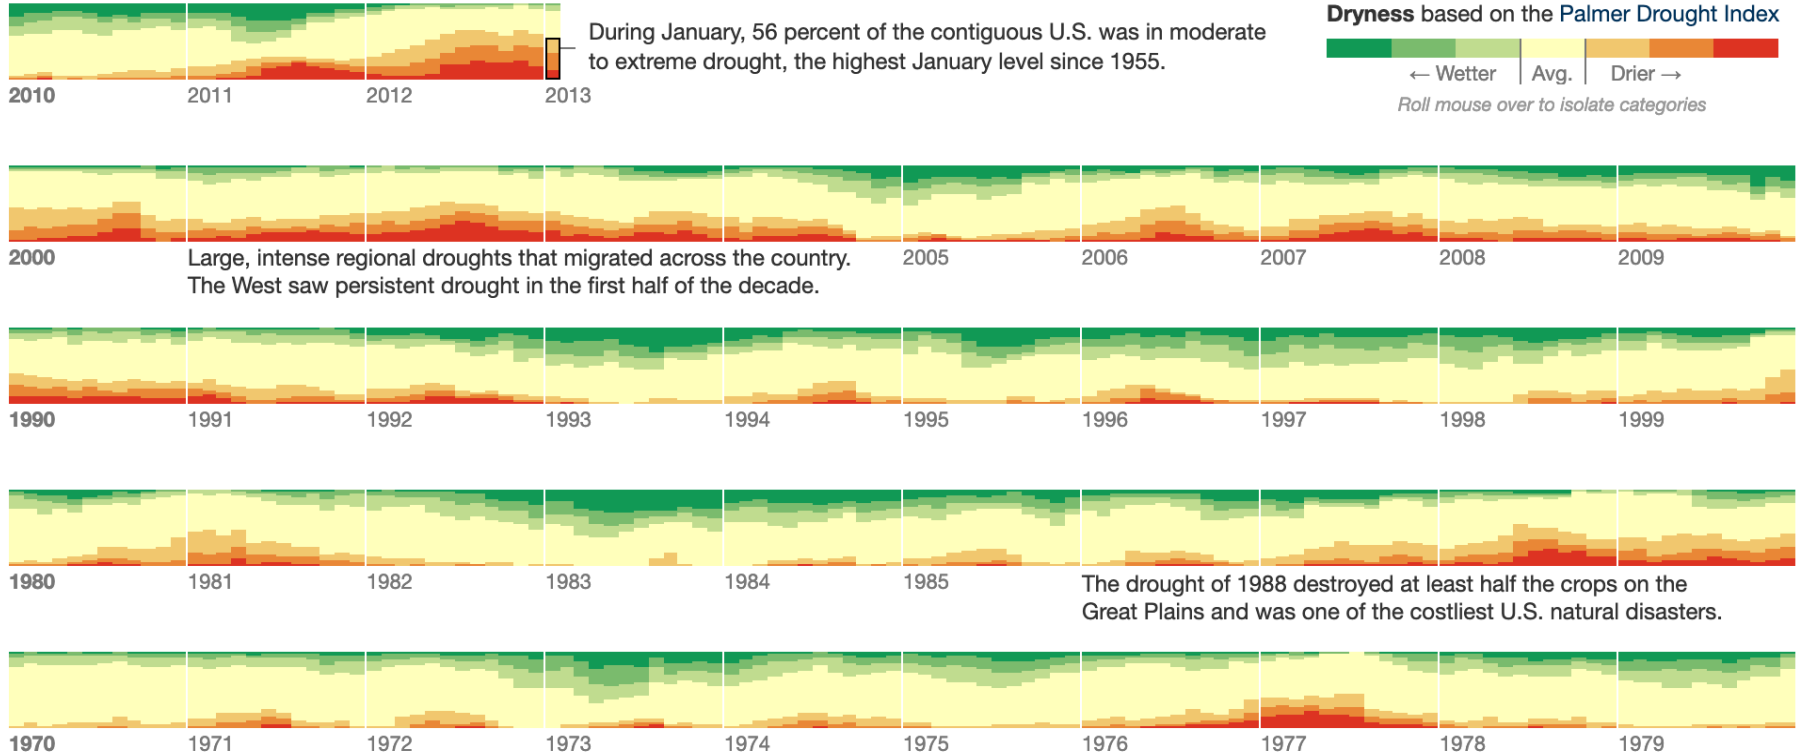 Dryness based on the Palmer Drought Index
← Wetter Avg. Drier →
Roll mouse over to isolate categories
During January, 56 percent of the contiguous U.S. was in moderate
to extreme drought, the highest January level since 1955.
2010 2011 2012 2013
2000 2005 2006 2007 2008 2009
Large, intense regional droughts that migrated across the country.
The West saw persistent drought in the first half of the decade.
1990 1991 1992 1993 1994 1995 1996 1997 1998 1999
1980 1981 1982 1983 1984 1985
The drought of 1988 destroyed at least half the crops on the
Great Plains and was one of the costliest U.S. natural disasters.
1970 1971 1972 1973 1974 1975 1976 1977 1978 1979